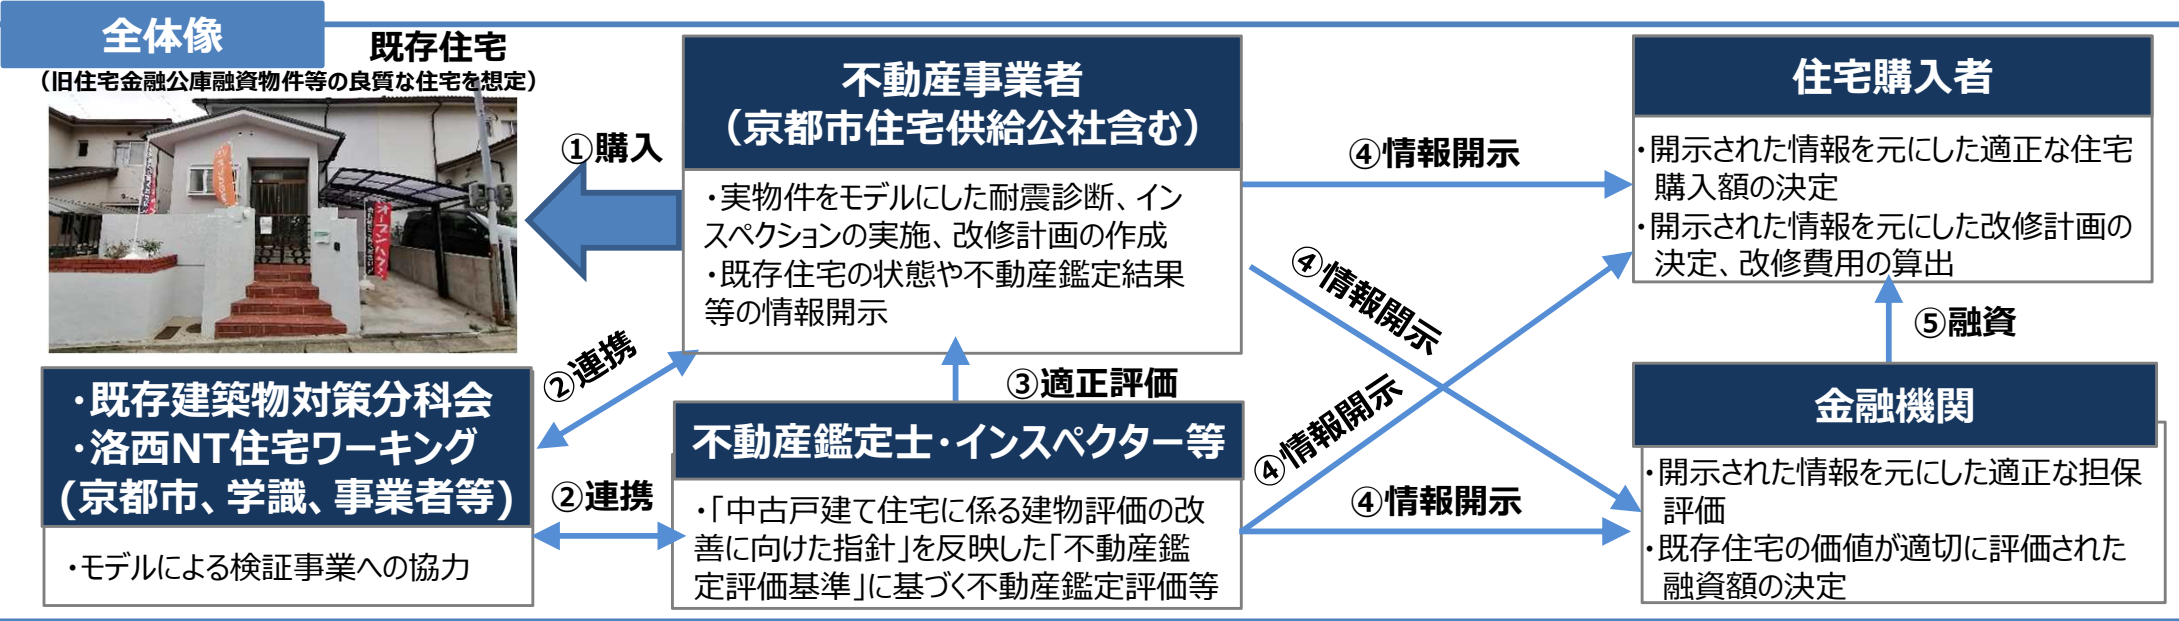 全体像
既存住宅
（旧住宅金融公庫融資物件等の良質な住宅を想定）
①購入
不動産事業者
（京都市住宅供給公社含む）
・実物件をモデルにした耐震診断、イン
スペクションの実施、改修計画の作成
・既存住宅の状態や不動産鑑定結果
等の情報開示
④情報開示
住宅購入者
・開示された情報を元にした適正な住宅
購入額の決定
・開示された情報を元にした改修計画の
決定、改修費用の算出
④情報開示
④情報開示
⑤融資
②連携
③適正評価
・既存建築物対策分科会
・洛西NT住宅ワーキング
(京都市、学識、事業者等)
・モデルによる検証事業への協力
②連携
不動産鑑定士・インスペクター等
・「中古戸建て住宅に係る建物評価の改
善に向けた指針」を反映した「不動産鑑
定評価基準」に基づく不動産鑑定評価等
④情報開示
金融機関
・開示された情報を元にした適正な担保
評価
・既存住宅の価値が適切に評価された
融資額の決定
オープンハウス